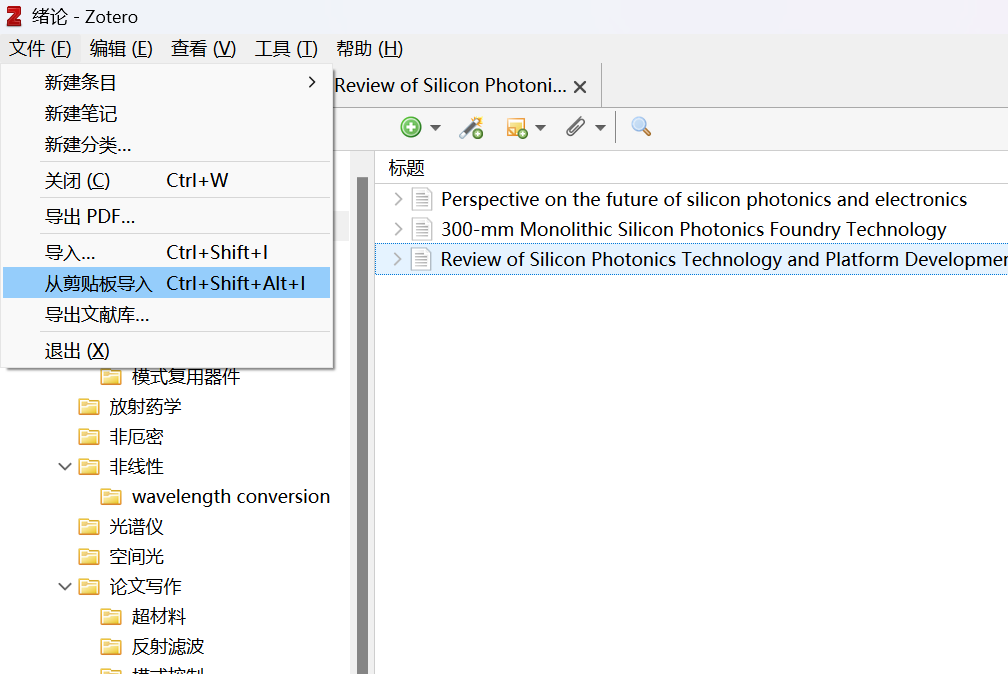 绪论 - Zotero
文件 (F) 编辑 (E) 查看 (V) 工具 (T) 帮助 (H)
新建条目
新建笔记
新建分类...
关闭 (C) Ctrl+W
导出 PDF...
导入... Ctrl+Shift+I
从剪贴板导入 Ctrl+Shift+Alt+I
导出文献库...
退出 (X)
Review of Silicon Photoni...
标题
Perspective on the future of silicon photonics and electronics
300-mm Monolithic Silicon Photonics Foundry Technology
Review of Silicon Photonics Technology and Platform Developmen
模式复用器件
放射药学
非厄密
非线性
wavelength conversion
光谱仪
空间光
论文写作
超材料
反射滤波
模式控制